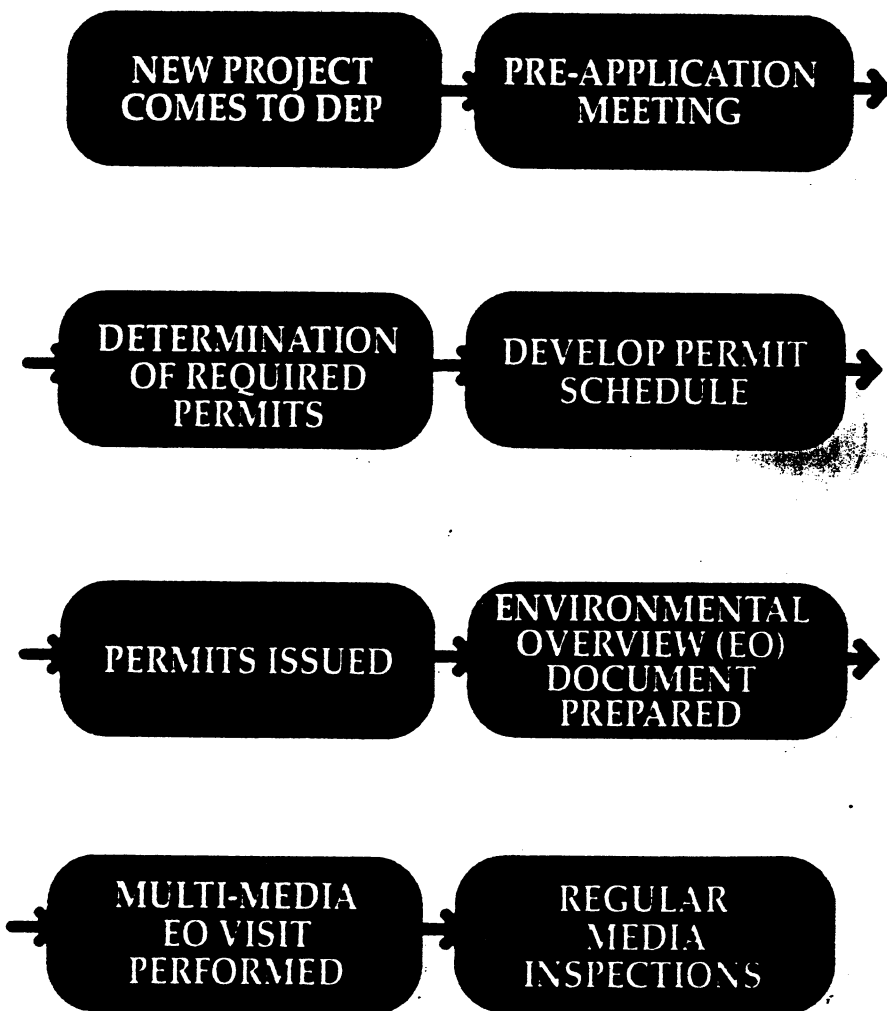 NEW PROJECT
COMES TO DEP
PRE-APPLICATION
MEETING
DETERMINATION
OF REQUIRED
PERMITS
DEVELOP PERMIT
SCHEDULE
PERMITS ISSUED
ENVIRONMENTAL
OVERVIEW (EO)
DOCUMENT
PREPARED
MULTI-MEDIA
EO VISIT
PERFORMED
REGULAR
MEDIA
INSPECTIONS